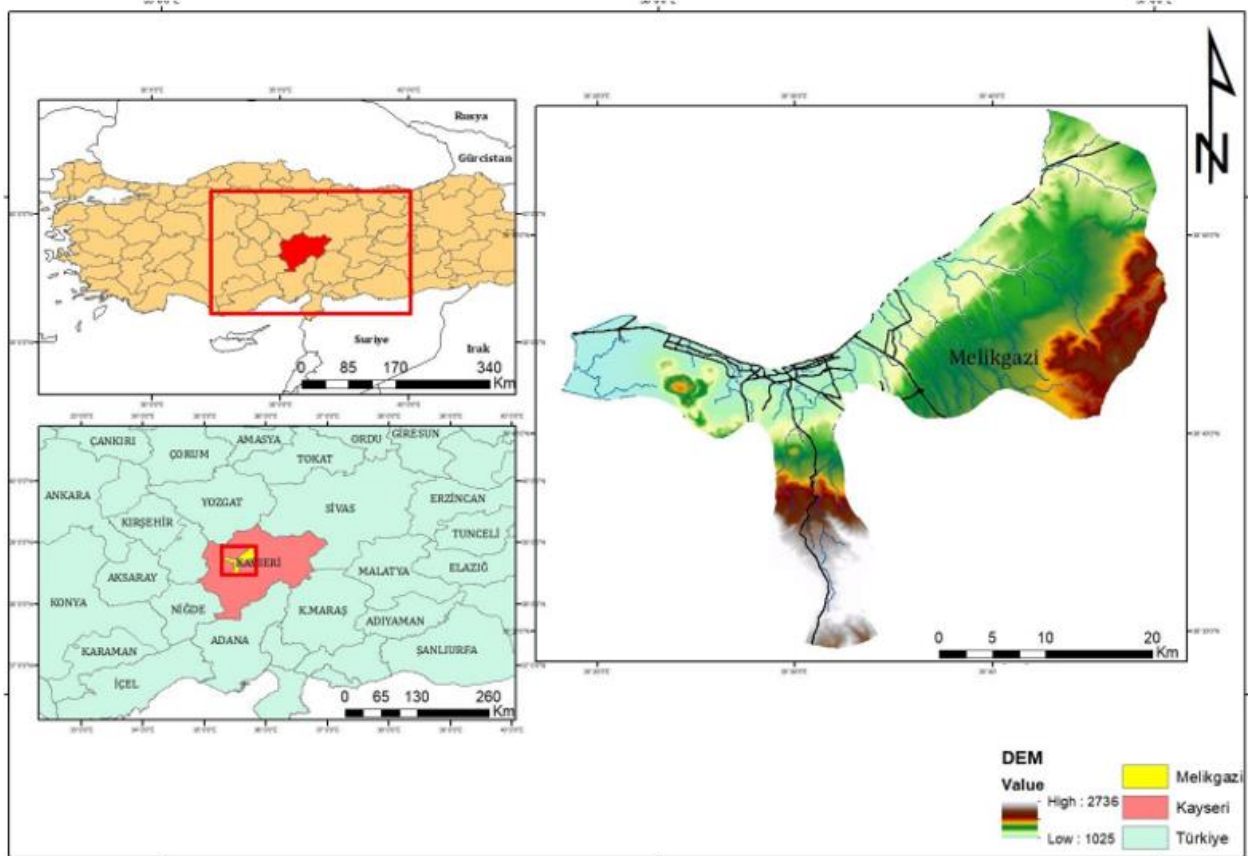 Rusya
Gürcistan
Suriye
Irak
0 85 170 340
Km
ÇANKIRI
AMASYA
ORDU
GİRESUN
ÇORUM
TOKAT
ANKARA
YOZGAT
SİVAS
ERZİNCAN
KIRŞEHİR
TUNCELİ
KAYSERİ
AKSARAY
MALATYA
ELAZIĞ
KONYA
NİĞDE
K.MARAŞ
ADIYAMAN
ADANA
KARAMAN
ŞANLIURFA
İÇEL
0 65 130 260
Km
N
Melikgazi
0 5 10 20
Km
DEM
Value
High : 2736
Low : 1025
Melikgazi
Kayseri
Türkiye